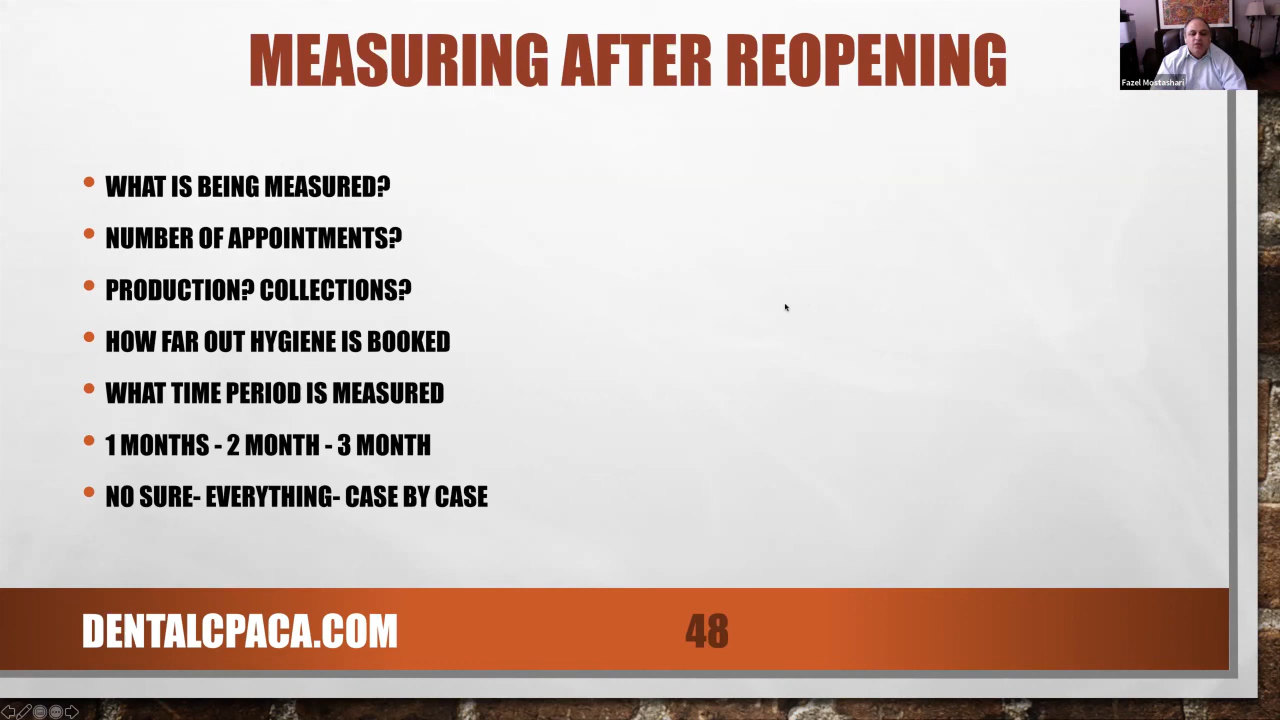 MEASURING AFTER REOPENING
Fazel Mostashari
WHAT IS BEING MEASURED?
NUMBER OF APPOINTMENTS?
PRODUCTION? COLLECTIONS?
HOW FAR OUT HYGIENE IS BOOKED
WHAT TIME PERIOD IS MEASURED
1 MONTHS - 2 MONTH - 3 MONTH
NO SURE- EVERYTHING- CASE BY CASE
DENTALCPACA.COM
48